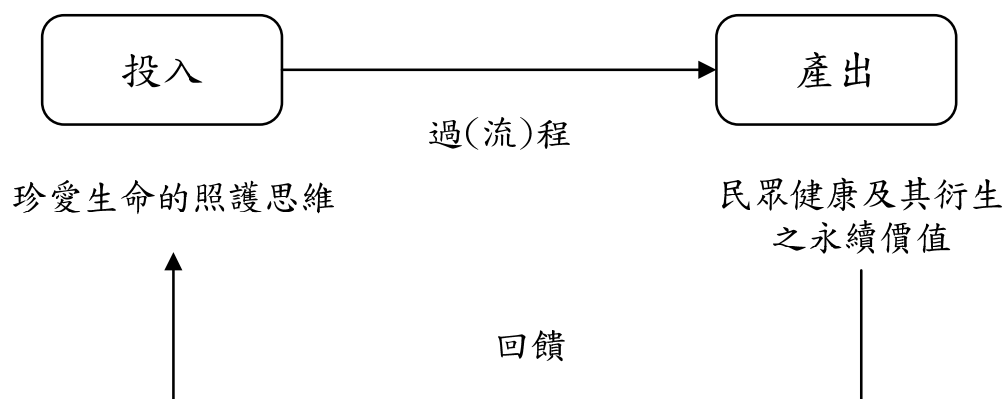 投入
產出
過(流)程
珍愛生命的照護思維
民眾健康及其衍生
之永續價值
回饋